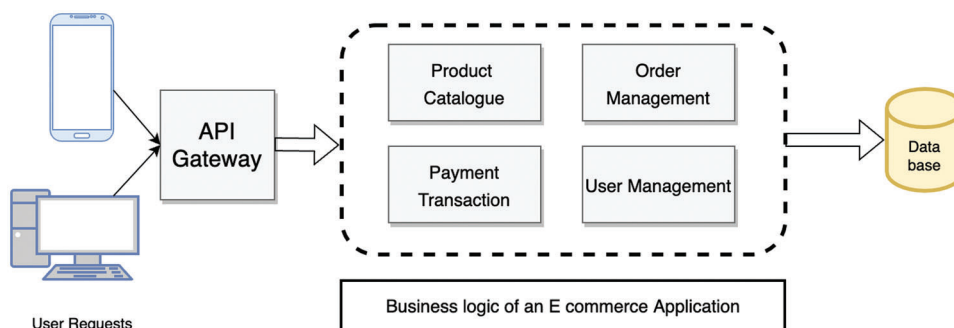 API
Gateway
Product
Catalogue
Order
Management
Payment
Transaction
User Management
Data
base
Business logic of an E commerce Application
User Requests